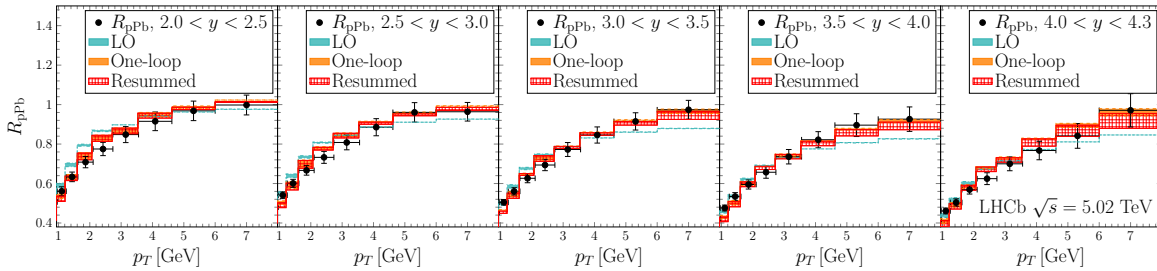 R_pPb
1.4
1.2
1
0.8
0.6
0.4
R_pPb, 2.0 < y < 2.5
LO
One-loop
Resummed
1 2 3 4 5 6 7
p_T [GeV]
R_pPb, 2.5 < y < 3.0
LO
One-loop
Resummed
1 2 3 4 5 6 7
p_T [GeV]
R_pPb, 3.0 < y < 3.5
LO
One-loop
Resummed
1 2 3 4 5 6 7
p_T [GeV]
R_pPb, 3.5 < y < 4.0
LO
One-loop
Resummed
1 2 3 4 5 6 7
p_T [GeV]
R_pPb, 4.0 < y < 4.3
LO
One-loop
Resummed
LHCb √s = 5.02 TeV
1 2 3 4 5 6 7
p_T [GeV]